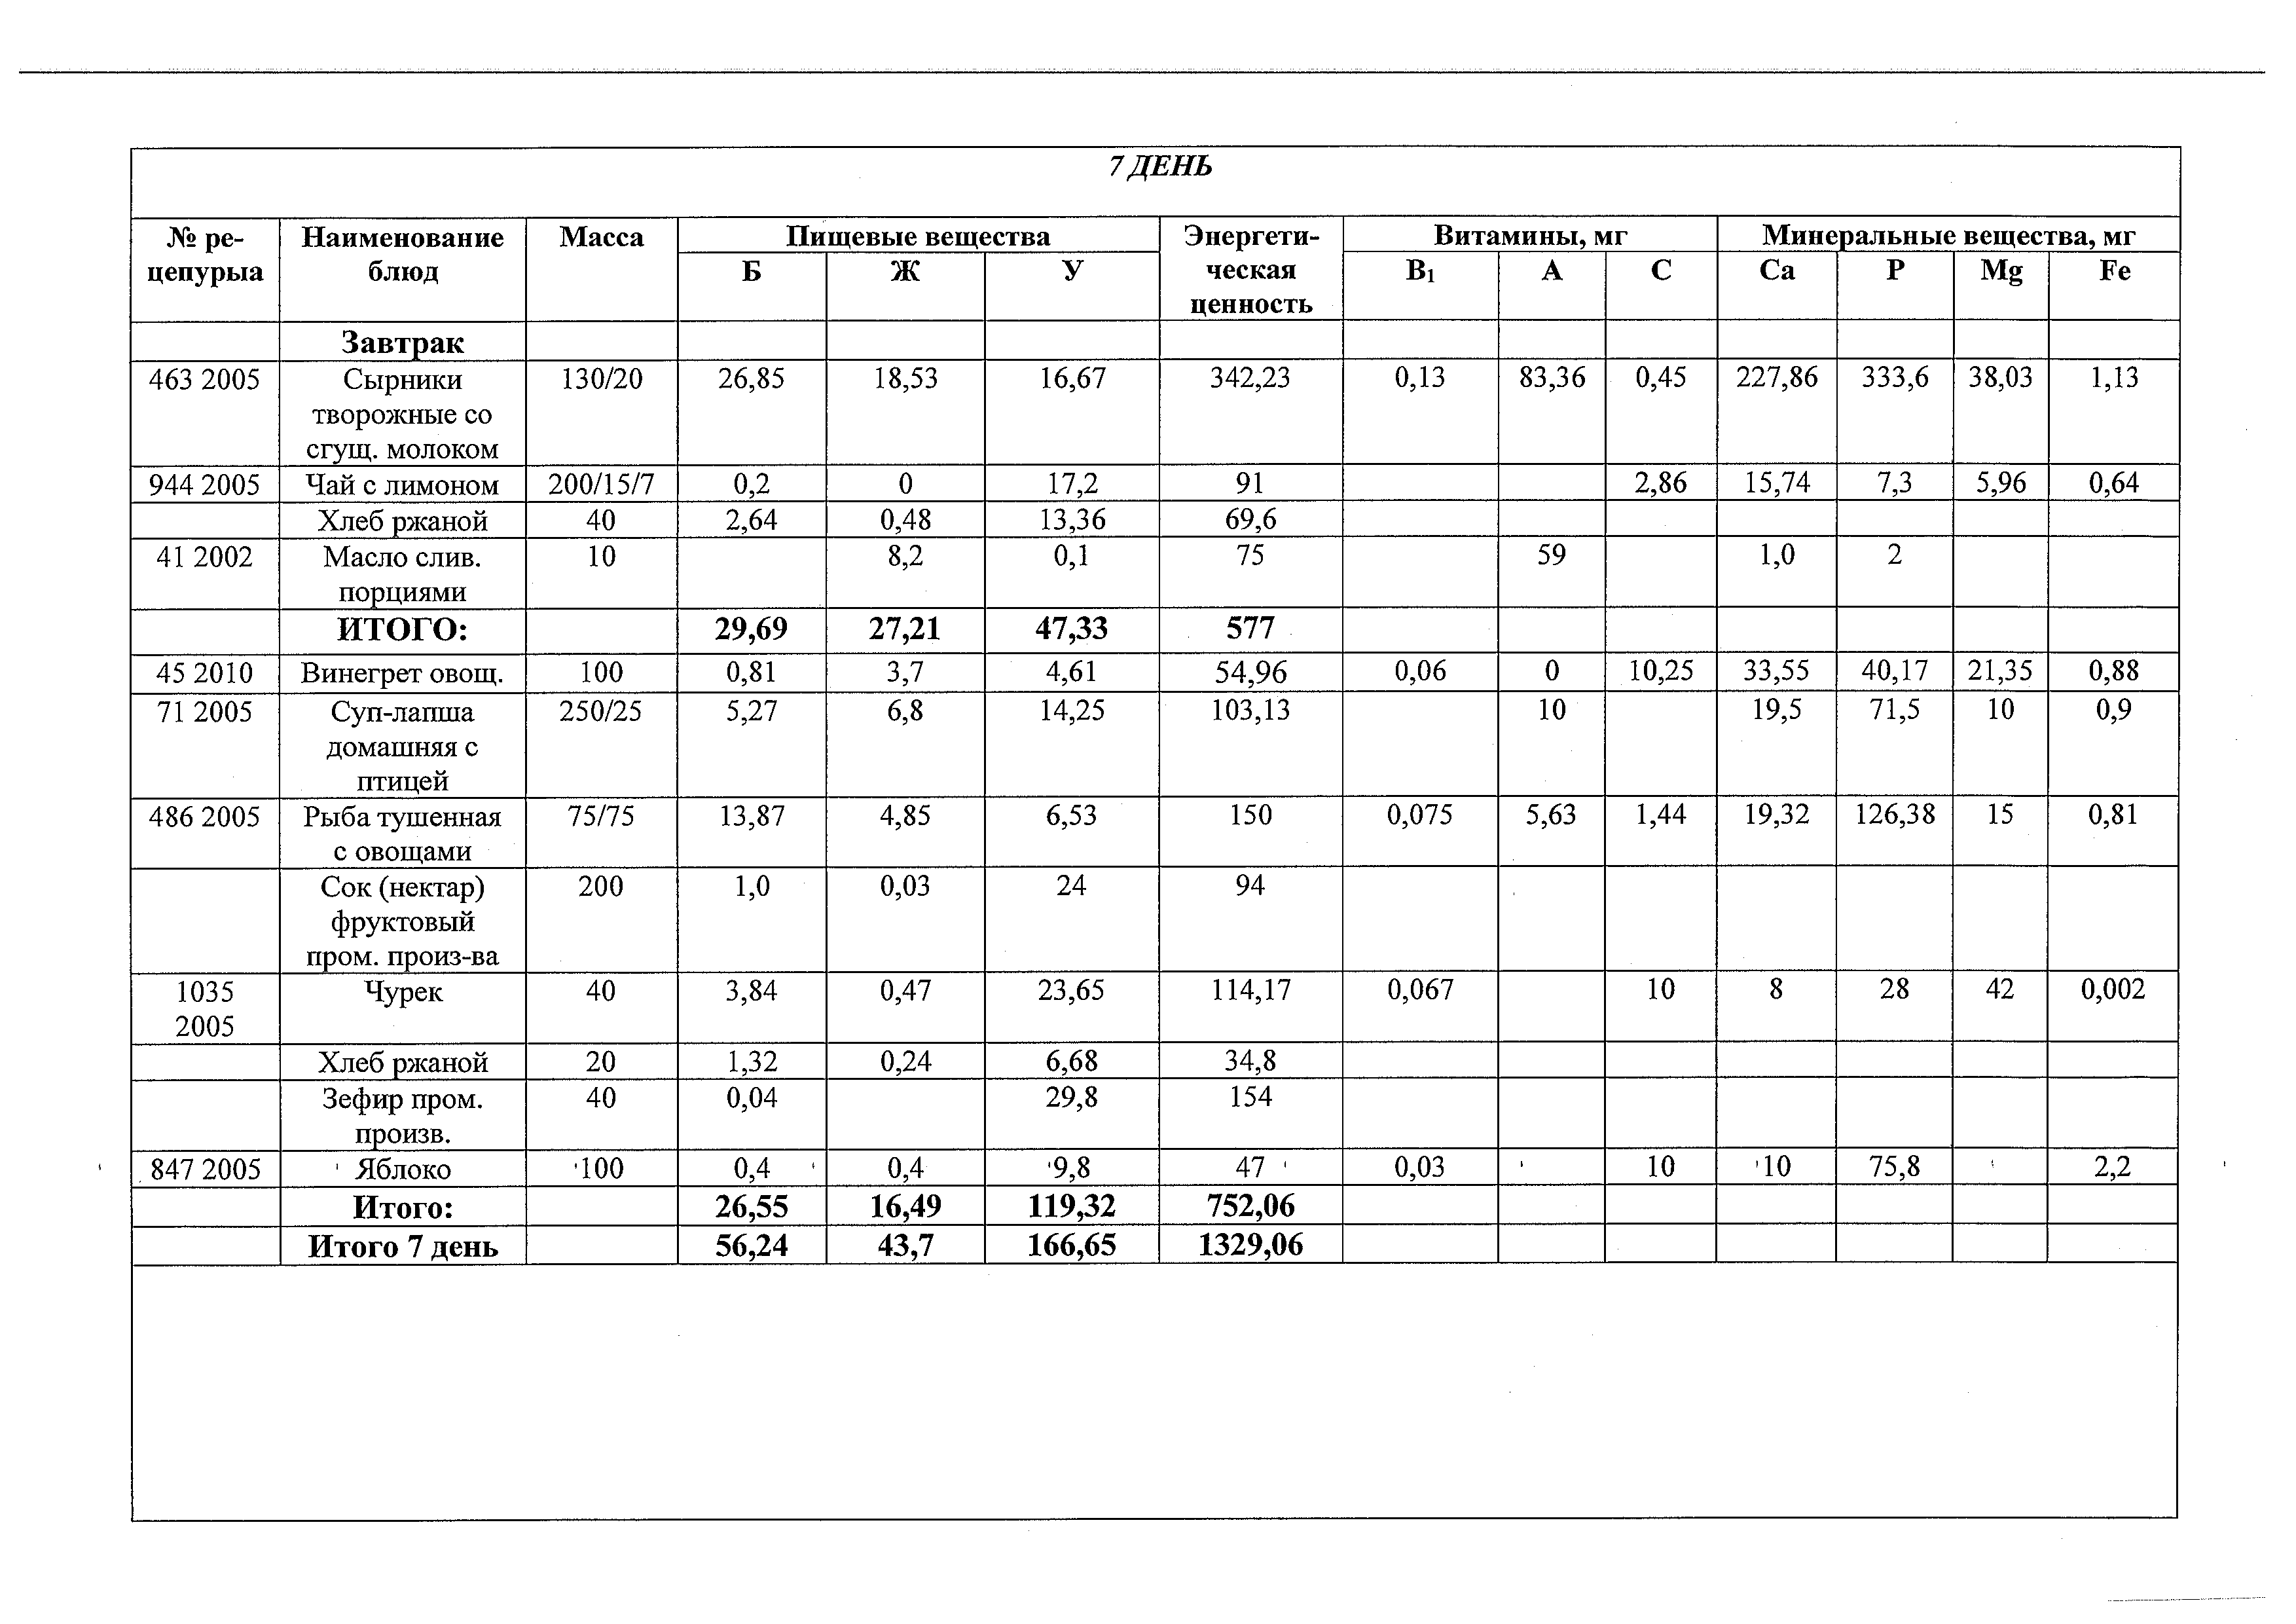 7 ДЕНЬ
№ ре-цепурыа Наименование блюд Масса Пищевые вещества Энергети-ческая ценность Витамины, мг Минеральные вещества, мг
Б Ж У В1 А С Са Р Mg Fe
Завтрак
463 2005 Сырники 130/20 26,85 18,53 16,67 342,23 0,13 83,36 0,45 227,86 333,6 38,03 1,13
творожные со
сгущ. молоком
944 2005 Чай с лимоном 200/15/7 0,2 0 17,2 91 2,86 15,74 7,3 5,96 0,64
Хлеб ржаной 40 2,64 0,48 13,36 69,6
41 2002 Масло слив. 10 8,2 0,1 75 59 1,0 2
порциями
ИТОГО: 29,69 27,21 47,33 577
45 2010 Винегрет овощ. 100 0,81 3,7 4,61 54,96 0,06 0 10,25 33,55 40,17 21,35 0,88
71 2005 Суп-лапша 250/25 5,27 6,8 14,25 103,13 10 19,5 71,5 10 0,9
домашняя с
птицей
486 2005 Рыба тушенная 75/75 13,87 4,85 6,53 150 0,075 5,63 1,44 19,32 126,38 15 0,81
с овощами
Сок (нектар) 200 1,0 0,03 24 94
фруктовый
пром. произ-ва
1035 Чурек 40 3,84 0,47 23,65 114,17 0,067 10 8 28 42 0,002
2005
Хлеб ржаной 20 1,32 0,24 6,68 34,8
Зефир пром. 40 0,04 29,8 154
произв.
847 2005 Яблоко 100 0,4 0,4 9,8 47 0,03 10 10 75,8 2,2
Итого: 26,55 16,49 119,32 752,06
Итого 7 день 56,24 43,7 166,65 1329,06